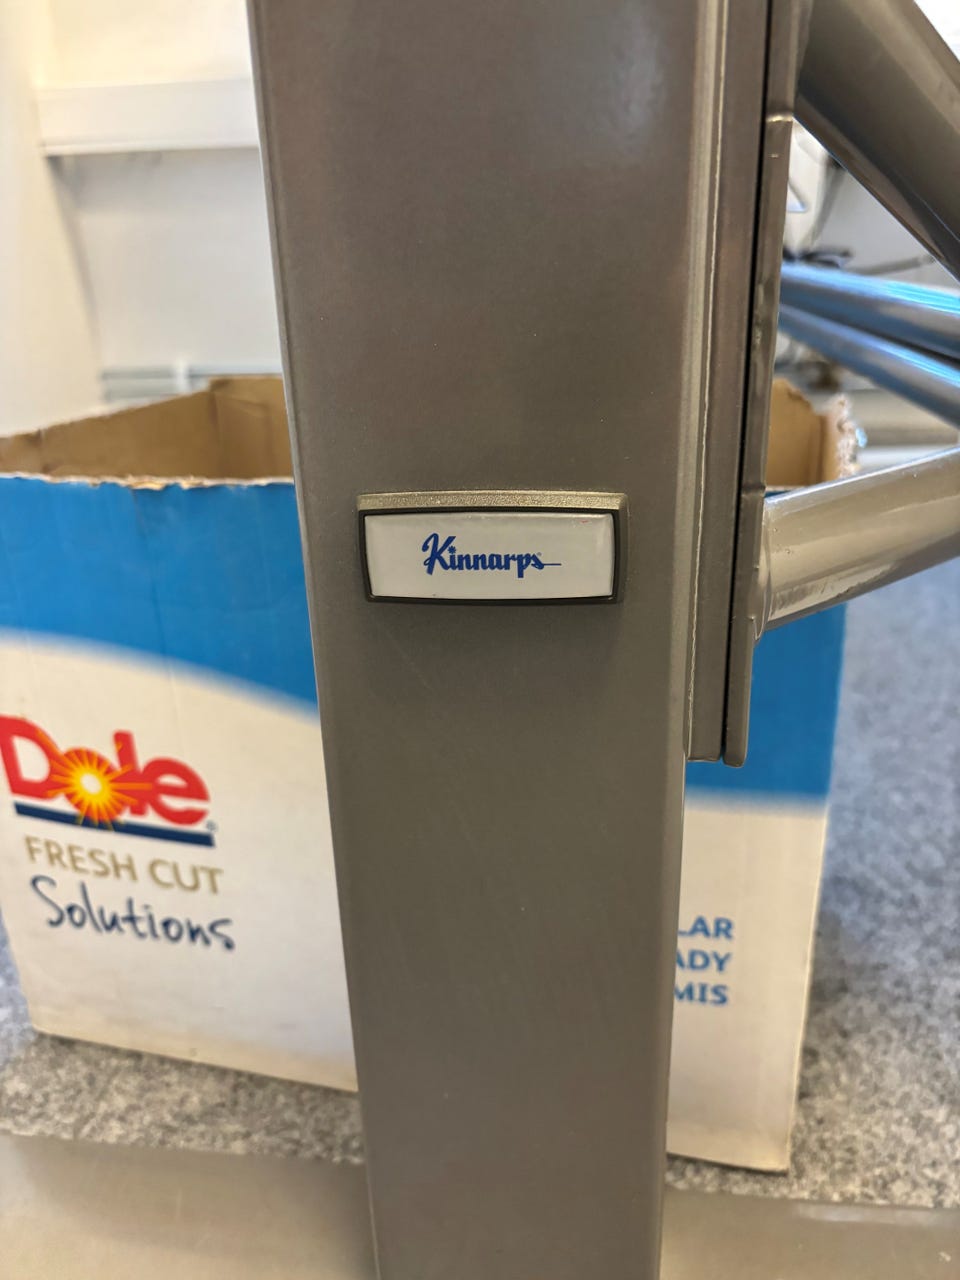 Kinnarps
Dole
FRESH CUT
Solutions
LAR
ADY
MIS